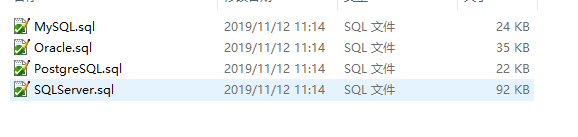 MySQL.sql 2019/11/12 11:14 SQL 文件 24 KB
Oracle.sql 2019/11/12 11:14 SQL 文件 35 KB
PostgreSQL.sql 2019/11/12 11:14 SQL 文件 22 KB
SQLServer.sql 2019/11/12 11:14 SQL 文件 92 KB